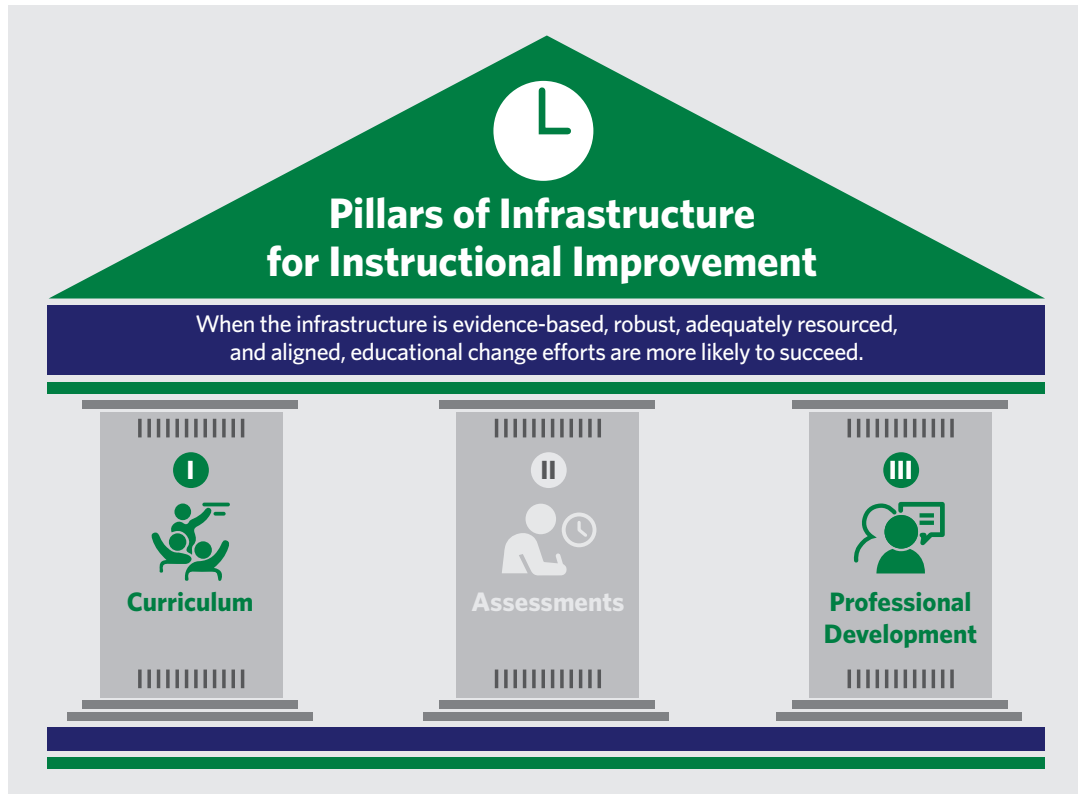 Pillars of Infrastructure
for Instructional Improvement
When the infrastructure is evidence-based, robust, adequately resourced,
and aligned, educational change efforts are more likely to succeed.
I
Curriculum
II
Assessments
III
Professional
Development